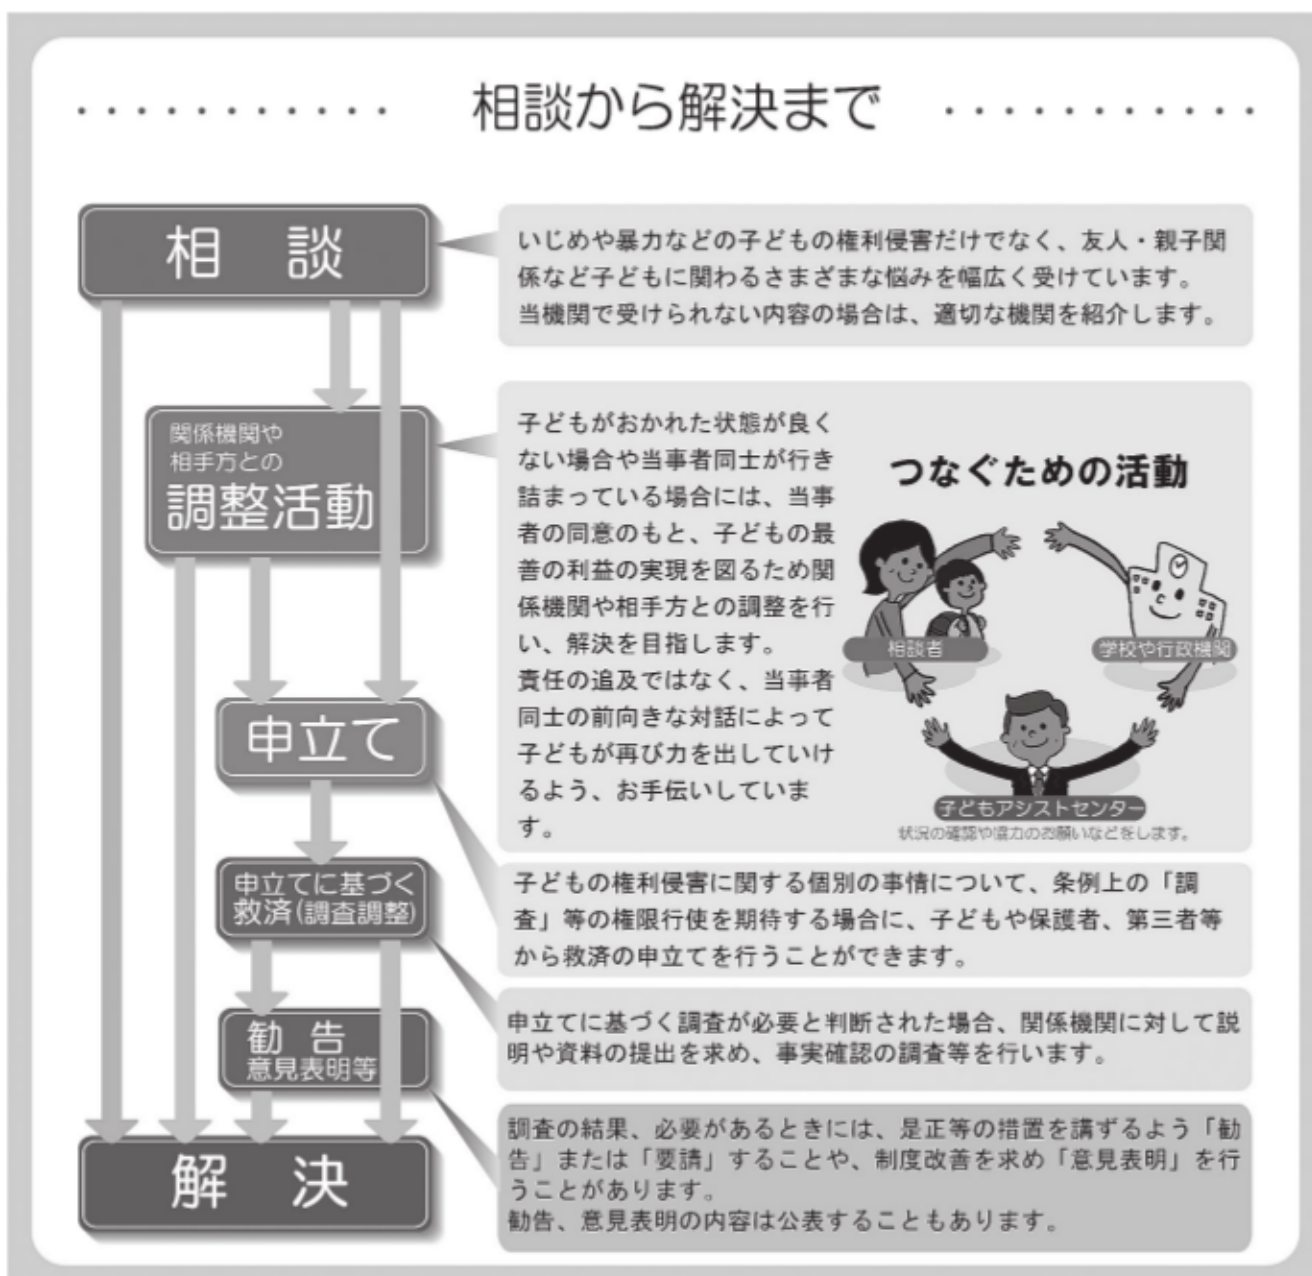 相談から解決まで
相 談
いじめや暴力などの子どもの権利侵害だけでなく、友人・親子関
係など子どもに関わるさまざまな悩みを幅広く受けています。
当機関で受けられない内容の場合は、適切な機関を紹介します。
関係機関や
相手方との
調整活動
子どもがおかれた状態が良く
ない場合や当事者同士が行き
詰まっている場合には、当事
者の同意のもと、子どもの最
善の利益の実現を図るため関
係機関や相手方との調整を行
い、解決を目指します。
責任の追及ではなく、当事者
同士の前向きな対話によって
子どもが再び力を出していけ
るよう、お手伝いしていま
す。
つなぐための活動
相談者
学校や行政機関
子どもアシストセンター
状況の確認や協力のお願いなどをします。
申立て
子どもの権利侵害に関する個別の事情について、条例上の「調
査」等の権限行使を期待する場合に、子どもや保護者、第三者等
から救済の申立てを行うことができます。
申立てに基づく
救済(調査調整)
申立てに基づく調査が必要と判断された場合、関係機関に対して説
明や資料の提出を求め、事実確認の調査等を行います。
勧 告
意見表明等
調査の結果、必要があるときには、是正等の措置を講ずるよう「勧
告」または「要請」することや、制度改善を求め「意見表明」を行
うことがあります。
勧告、意見表明の内容は公表することもあります。
解 決